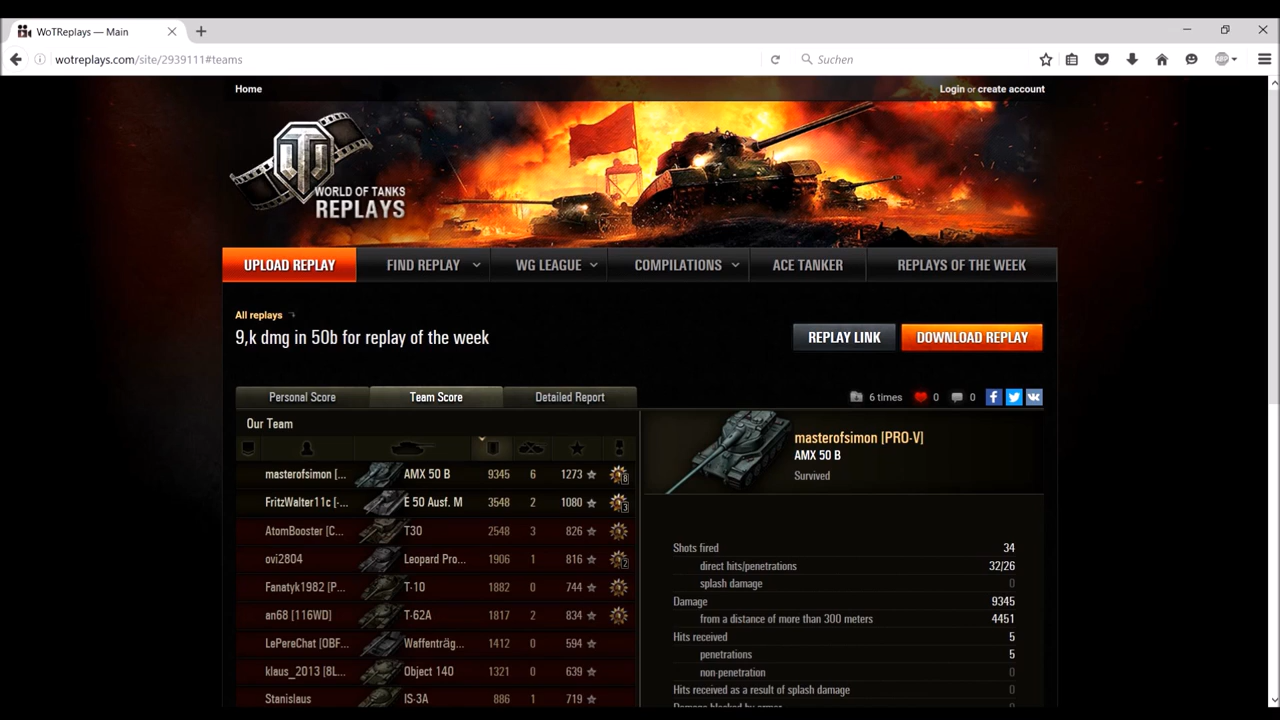 WoTReplays — Main
wotreplays.com/site/2939111#teams
Suchen
ABP
Home
Login or create account
WORLD OF TANKS
REPLAYS
UPLOAD REPLAY
FIND REPLAY
WG LEAGUE
COMPILATIONS
ACE TANKER
REPLAYS OF THE WEEK
All replays
9,k dmg in 50b for replay of the week
REPLAY LINK
DOWNLOAD REPLAY
Personal Score
Team Score
Detailed Report
6 times
0
0
Our Team
masterofsimon [... AMX 50 B 9345 6 1273 8
FritzWalter11c [-... E 50 Ausf. M 3548 2 1080 3
AtomBooster [C... T30 2548 3 826
ovi2804 Leopard Pro... 1906 1 816 2
Fanatyk1982 [P... T-10 1882 0 744
an68 [116WD] T-62A 1817 2 834
LePereChat [OBF... Waffenträg... 1412 0 594
klaus_2013 [8L... Object 140 1321 0 639
Stanislaus IS-3A 886 1 719
masterofsimon [PRO-V]
AMX 50 B
Survived
Shots fired 34
direct hits/penetrations 32/26
splash damage 0
Damage 9345
from a distance of more than 300 meters 4451
Hits received 5
penetrations 5
non-penetration 0
Hits received as a result of splash damage 0
Damage blocked by armor